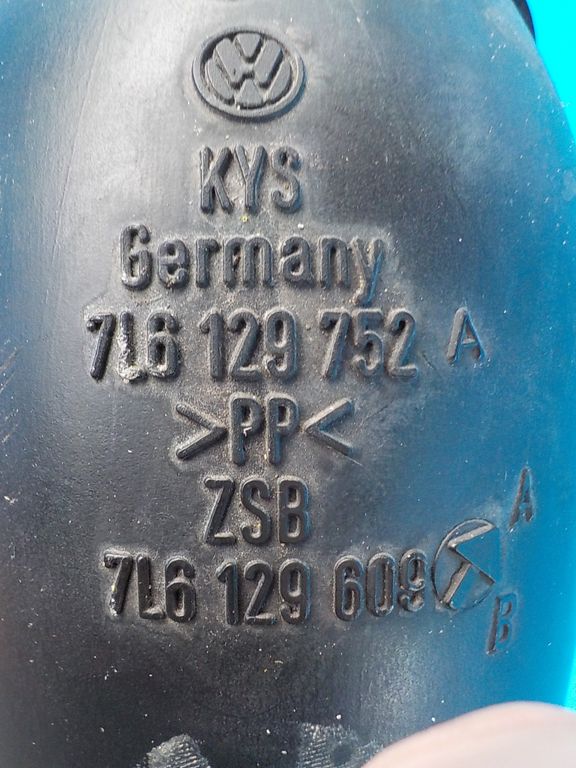 KYS
Germany
7L6 129 752 A
>PP<
ZSB
7L6 129 609
A
B